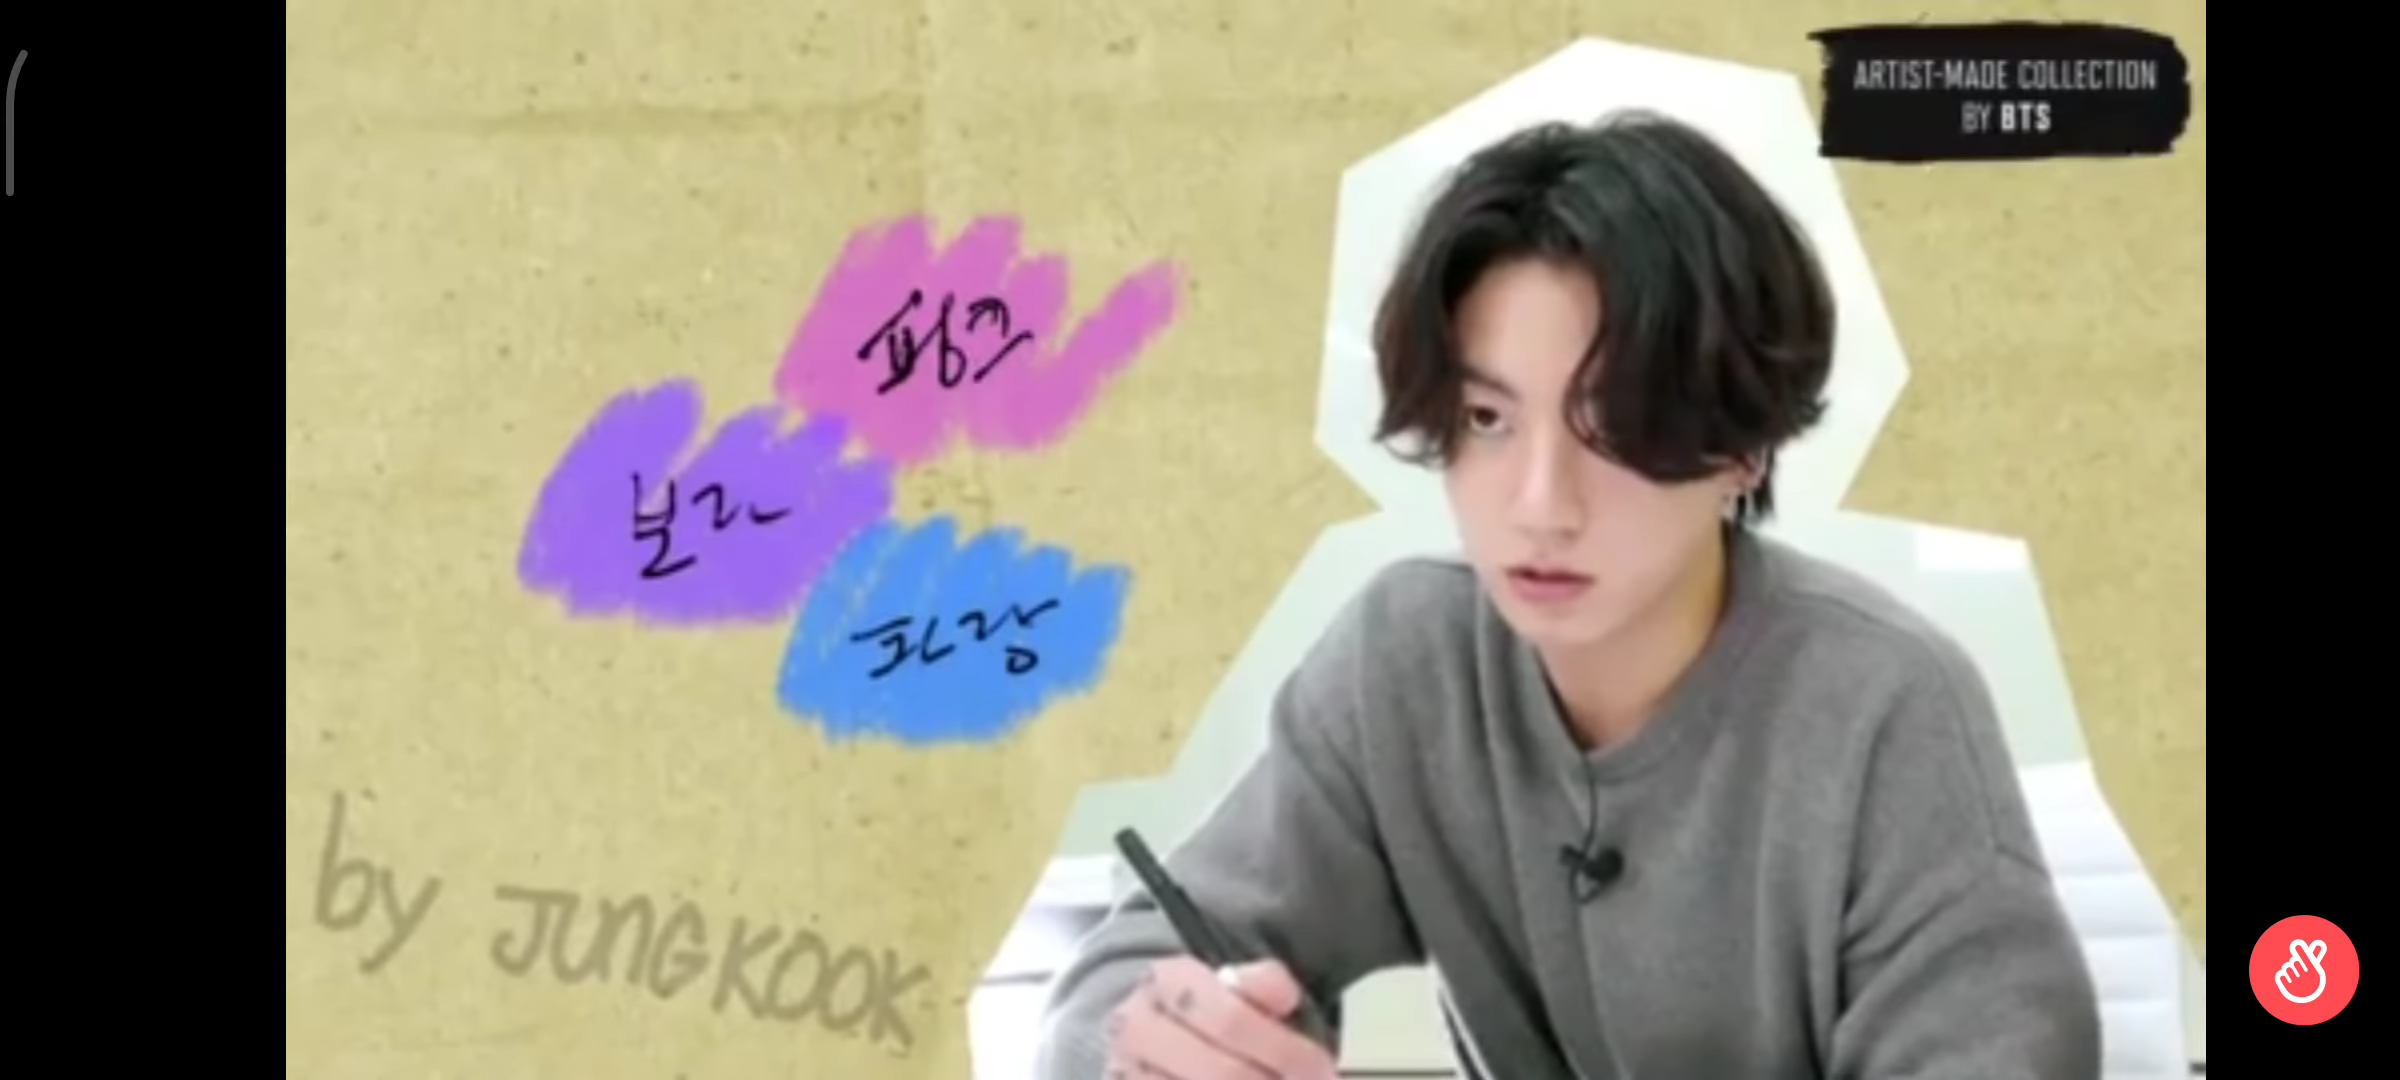 ARTIST-MADE COLLECTION
BY BTS
핑크
보라
파랑
by JUNGKOOK